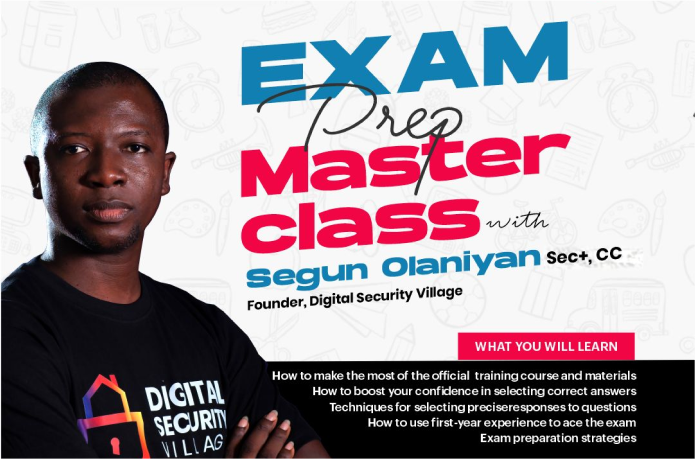 EXAM
Prep
Master
class with
Segun Olaniyan Sec+, CC
Founder, Digital Security Village
WHAT YOU WILL LEARN
How to make the most of the official training course and materials
How to boost your confidence in selecting correct answers
Techniques for selecting preciseresponses to questions
How to use first-year experience to ace the exam
Exam preparation strategies
DIGITAL
SECURITY
VILLAG